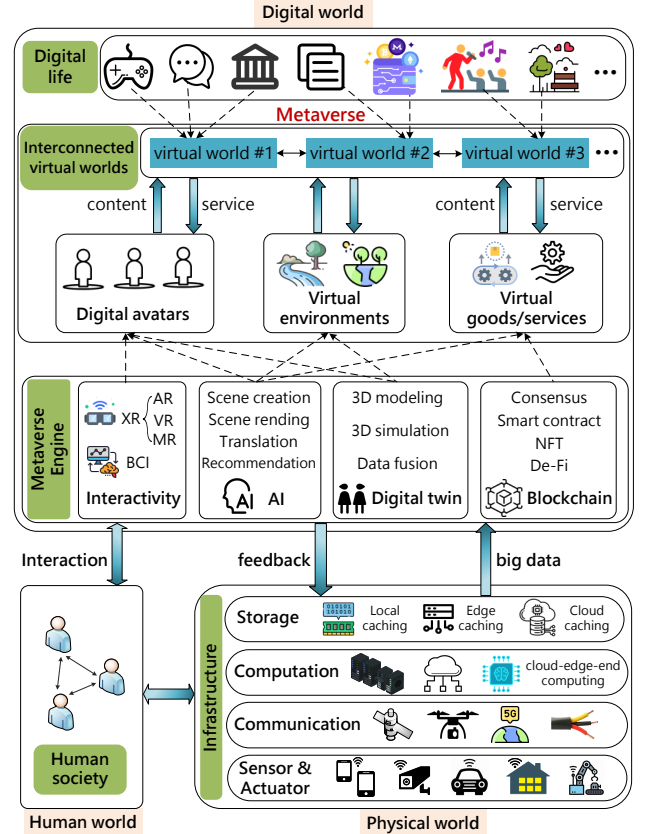 Digital world
Digital
life
Metaverse
Interconnected
virtual worlds
virtual world #1
virtual world #2
virtual world #3
content
service
content
service
Digital avatars
Virtual
environments
Virtual
goods/services
Metaverse
Engine
XR
AR
VR
MR
BCI
Interactivity
Scene creation
Scene rending
Translation
Recommendation
AI
AI
3D modeling
3D simulation
Data fusion
Digital twin
Consensus
Smart contract
NFT
De-Fi
Blockchain
Interaction
feedback
big data
Human
society
Human world
Infrastructure
Storage
010101
101010
Local
caching
Edge
caching
Cloud
caching
Computation
cloud-edge-end
computing
Communication
5G
Sensor &
Actuator
Physical world